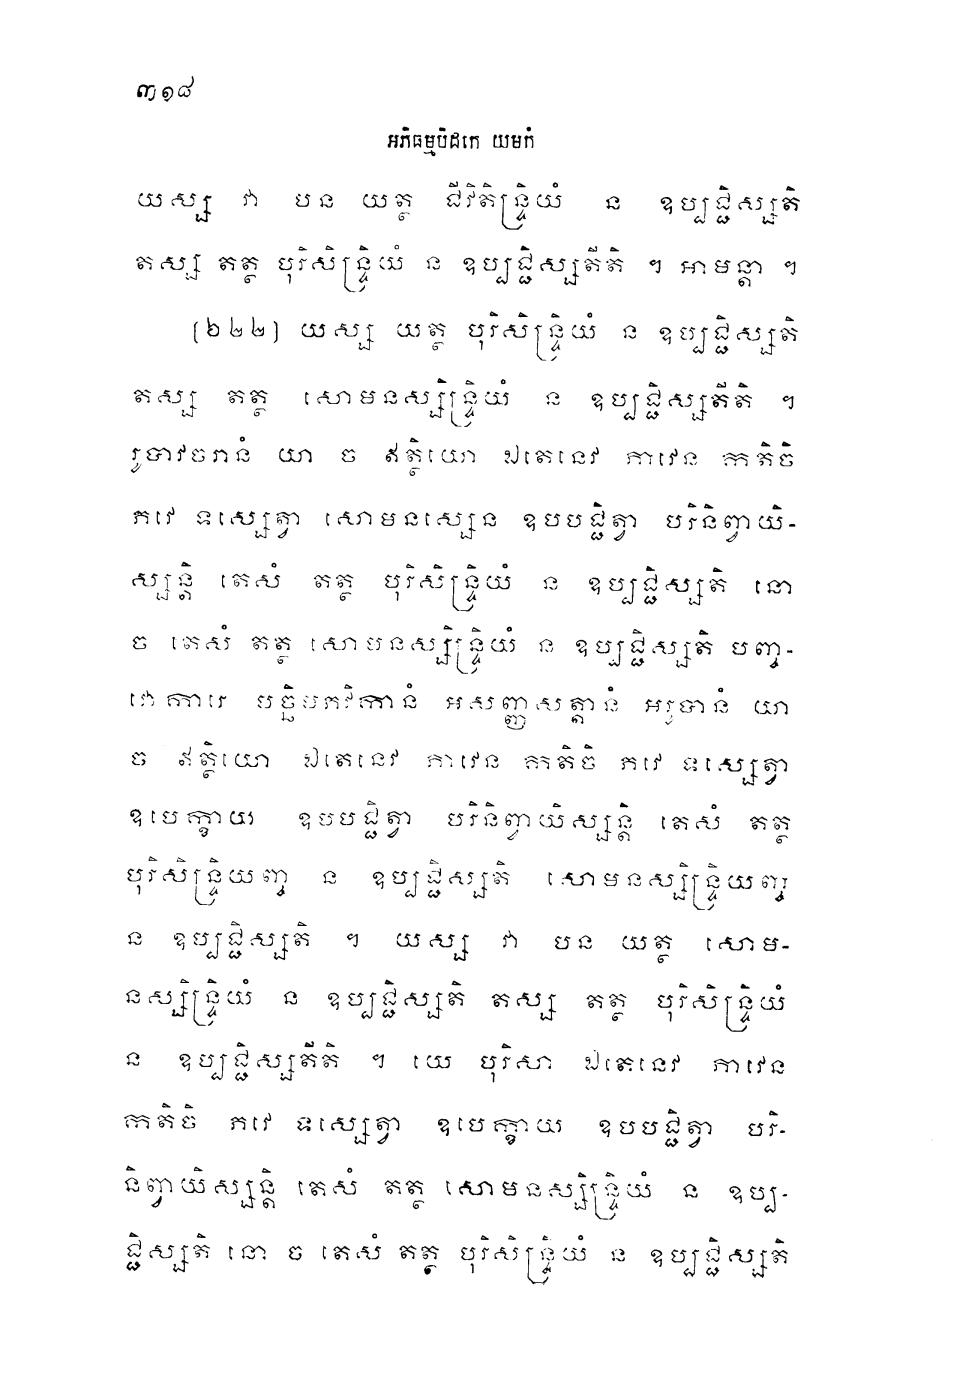 ៣១៨
អភិធម្មបិដកេ យមកំ
យស្ស វា បន យត្ថ ជីវិតិន្ទ្រិយំ ន ឧប្បជ្ជិស្សតិ
តស្ស តត្ថ បុរិសិន្ទ្រិយំ ន ឧប្បជ្ជិស្សតីតិ ។ អាមន្តា ។
(២៤៤) យស្ស យត្ថ បុរិសិន្ទ្រិយំ ន ឧប្បជ្ជិស្សតិ
តស្ស តត្ថ សោមនស្សិន្ទ្រិយំ ន ឧប្បជ្ជិស្សតីតិ ។
រូបាវចរានំ យា ច ឥត្ថិយោ ឯតេនេវ ភាវេន កតិចិ
ភវេ ទស្សេត្វា សោមនស្សេន ឧបបជ្ជិត្វា បរិនិព្វាយិ-
ស្សន្តិ តេសំ តត្ថ បុរិសិន្ទ្រិយំ ន ឧប្បជ្ជិស្សតិ នោ
ច តេសំ តត្ថ សោមនស្សិន្ទ្រិយំ ន ឧប្បជ្ជិស្សតិ បញ្ច-
វោការេ បច្ឆិមភវិកានំ អសញ្ញសត្តានំ អរូបានំ យា
ច ឥត្ថិយោ ឯតេនេវ ភាវេន កតិចិ ភវេ ទស្សេត្វា
ឧបេក្ខាយ ឧបបជ្ជិត្វា បរិនិព្វាយិស្សន្តិ តេសំ តត្ថ
បុរិសិន្ទ្រិយញ្ច ន ឧប្បជ្ជិស្សតិ សោមនស្សិន្ទ្រិយញ្ច
ន ឧប្បជ្ជិស្សតិ ។ យស្ស វា បន យត្ថ សោម-
នស្សិន្ទ្រិយំ ន ឧប្បជ្ជិស្សតិ តស្ស តត្ថ បុរិសិន្ទ្រិយំ
ន ឧប្បជ្ជិស្សតីតិ ។ យេ បុរិសា ឯតេនេវ ភាវេន
កតិចិ ភវេ ទស្សេត្វា ឧបេក្ខាយ ឧបបជ្ជិត្វា បរិ-
និព្វាយិស្សន្តិ តេសំ តត្ថ សោមនស្សិន្ទ្រិយំ ន ឧប្ប-
ជ្ជិស្សតិ នោ ច តេសំ តត្ថ បុរិសិន្ទ្រិយំ ន ឧប្បជ្ជិស្សតិ